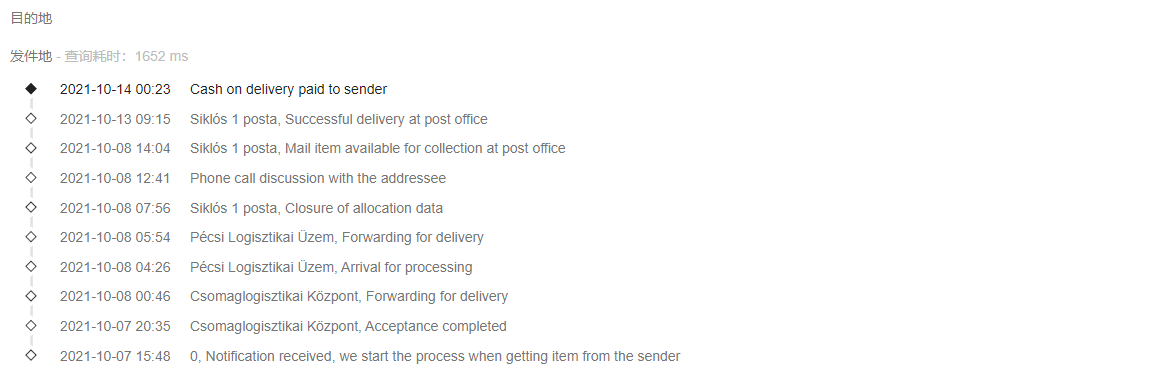 目的地
发件地 - 查询耗时：1652 ms
2021-10-14 00:23 Cash on delivery paid to sender
2021-10-13 09:15 Siklós 1 posta, Successful delivery at post office
2021-10-08 14:04 Siklós 1 posta, Mail item available for collection at post office
2021-10-08 12:41 Phone call discussion with the addressee
2021-10-08 07:56 Siklós 1 posta, Closure of allocation data
2021-10-08 05:54 Pécsi Logisztikai Üzem, Forwarding for delivery
2021-10-08 04:26 Pécsi Logisztikai Üzem, Arrival for processing
2021-10-08 00:46 Csomaglogisztikai Központ, Forwarding for delivery
2021-10-07 20:35 Csomaglogisztikai Központ, Acceptance completed
2021-10-07 15:48 0, Notification received, we start the process when getting item from the sender